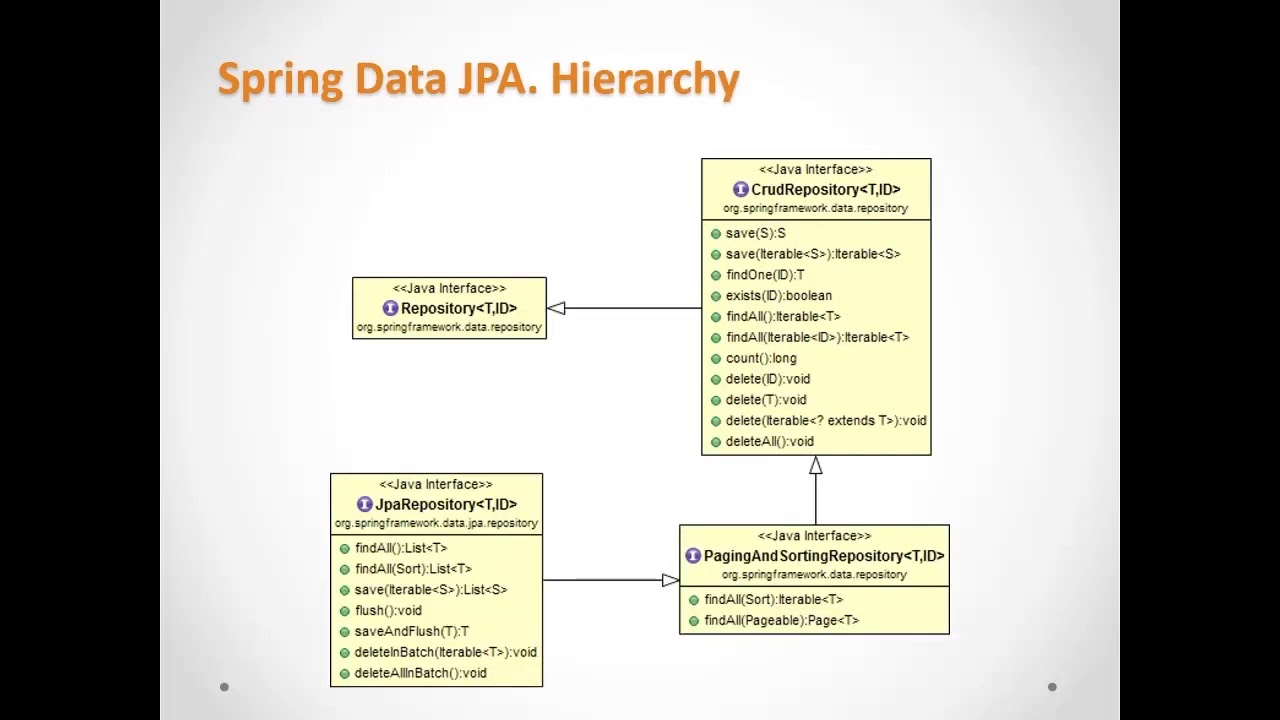 Spring Data JPA. Hierarchy
<<Java Interface>>
CrudRepository<T,ID>
org.springframework.data.repository
save(S):S
save(Iterable<S>):Iterable<S>
findOne(ID):T
exists(ID):boolean
findAll():Iterable<T>
findAll(Iterable<ID>):Iterable<T>
count():long
delete(ID):void
delete(T):void
delete(Iterable<? extends T>):void
deleteAll():void
<<Java Interface>>
Repository<T,ID>
org.springframework.data.repository
<<Java Interface>>
JpaRepository<T,ID>
org.springframework.data.jpa.repository
findAll():List<T>
findAll(Sort):List<T>
save(Iterable<S>):List<S>
flush():void
saveAndFlush(T):T
deleteInBatch(Iterable<T>):void
deleteAllInBatch():void
<<Java Interface>>
PagingAndSortingRepository<T,ID>
org.springframework.data.repository
findAll(Sort):Iterable<T>
findAll(Pageable):Page<T>